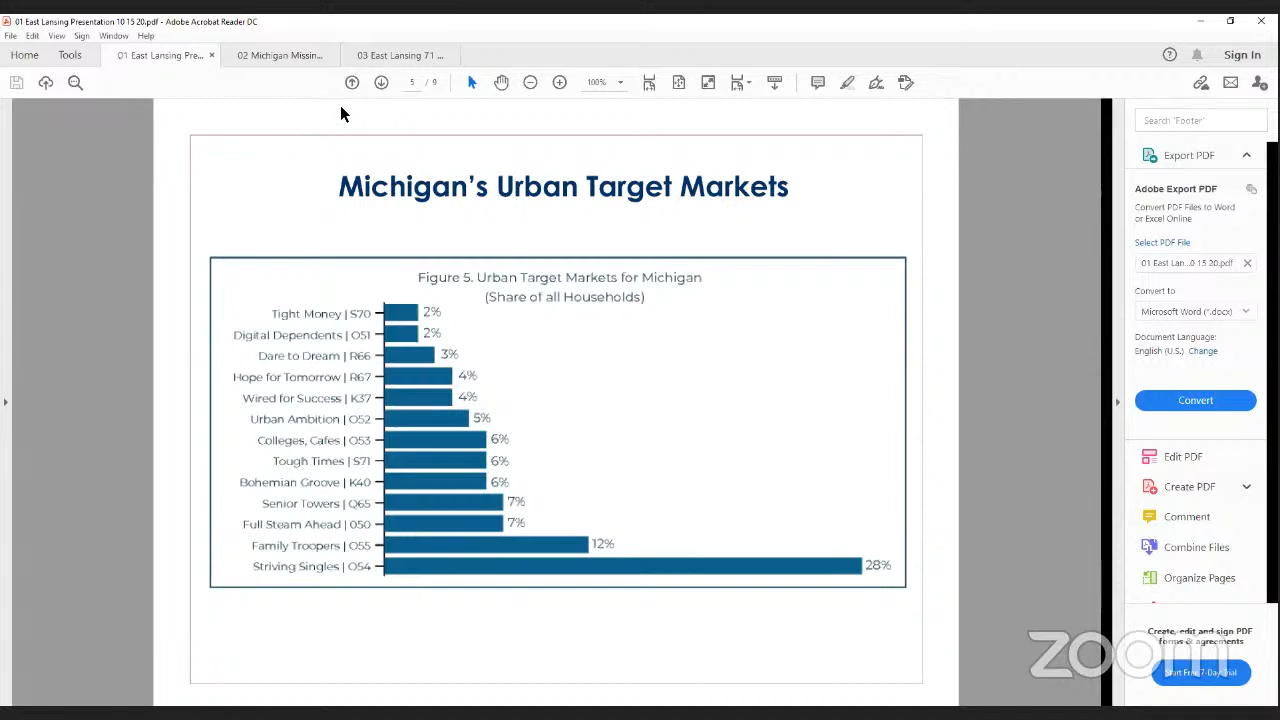 01 East Lansing Presentation 10 15 20.pdf - Adobe Acrobat Reader DC
File Edit View Sign Window Help
Home Tools 01 East Lansing Pre... × 02 Michigan Missin... 03 East Lansing 71 ... Sign In
5 / 9 100%
Michigan's Urban Target Markets
Figure 5. Urban Target Markets for Michigan
(Share of all Households)
Tight Money | S70 2%
Digital Dependents | O51 2%
Dare to Dream | R66 3%
Hope for Tomorrow | R67 4%
Wired for Success | K37 4%
Urban Ambition | O52 5%
Colleges, Cafes | O53 6%
Tough Times | S71 6%
Bohemian Groove | K40 6%
Senior Towers | Q65 7%
Full Steam Ahead | 050 7%
Family Troopers | O55 12%
Striving Singles | O54 28%
Search 'Footer'
Export PDF
Adobe Export PDF
Convert PDF Files to Word
or Excel Online
Select PDF File
01 East Lan...0 15 20.pdf ×
Convert to
Microsoft Word (*.docx)
Document Language:
English (U.S.) Change
Convert
Edit PDF
Create PDF
Comment
Combine Files
Organize Pages
Create, edit and sign PDF
forms & agreements
Start Free 7-Day Trial
zoom